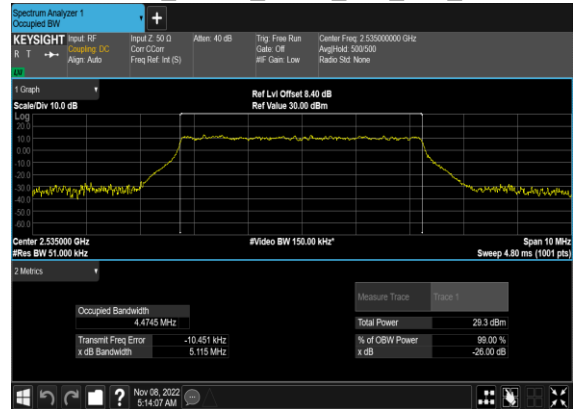 Spectrum Analyzer 1
Occupied BW
+
KEYSIGHT Input: RF Input Z: 50 Ω Atten: 40 dB Trig: Free Run Center Freq: 2.535000000 GHz
R T Coupling: DC Corr CCorr Gate: Off Avg|Hold: 500/500
Align: Auto Freq Ref: Int (S) #IF Gain: Low Radio Std: None
1 Graph
Ref Lvl Offset 8.40 dB
Scale/Div 10.0 dB Ref Value 30.00 dBm
Log
20.0
10.0
0.00
-10.0
-20.0
-30.0
-40.0
-50.0
-60.0
Center 2.535000 GHz #Video BW 150.00 kHz* Span 10 MHz
#Res BW 51.000 kHz Sweep 4.80 ms (1001 pts)
2 Metrics
Measure Trace Trace 1
Occupied Bandwidth
4.4745 MHz Total Power 29.3 dBm
Transmit Freq Error -10.451 kHz % of OBW Power 99.00 %
x dB Bandwidth 5.115 MHz x dB -26.00 dB
? Nov 08, 2022
5:14:07 AM